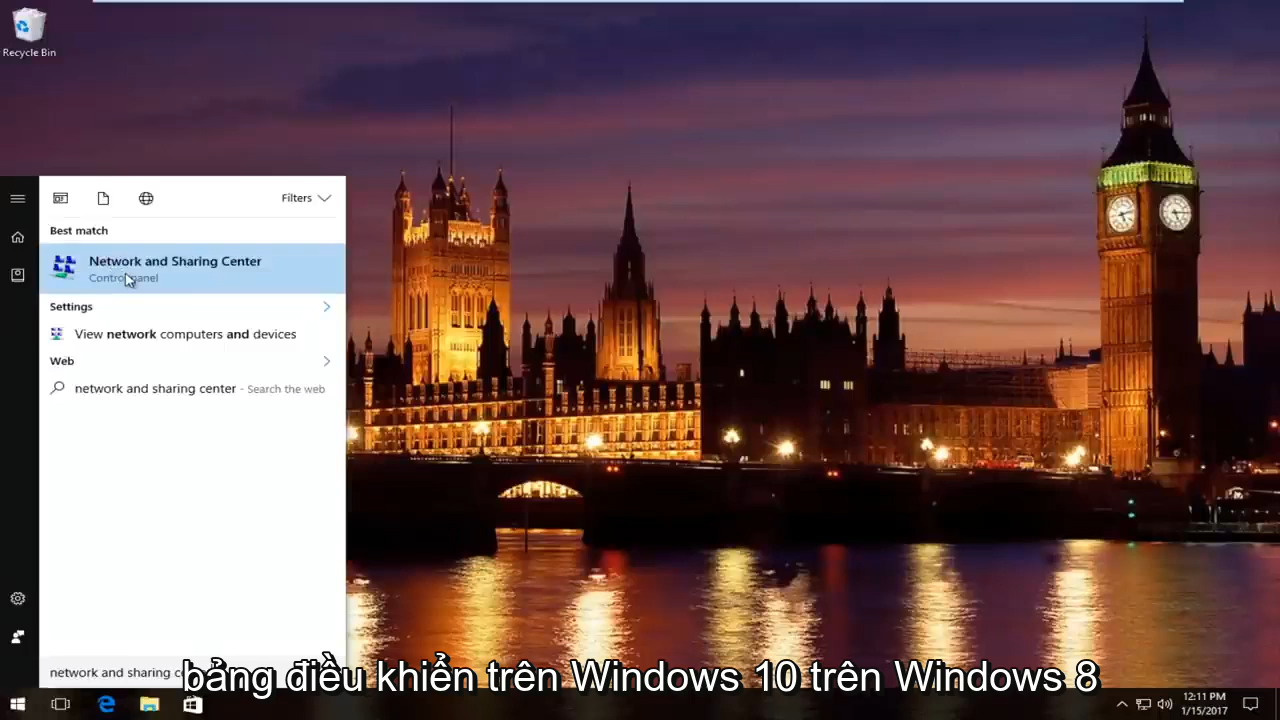 Recycle Bin
Filters
Best match
Network and Sharing Center
Control panel
Settings
View network computers and devices
Web
network and sharing center - Search the web
network and sharing
bảng điều khiển trên Windows 10 trên Windows 8
12:11 PM
1/15/2017